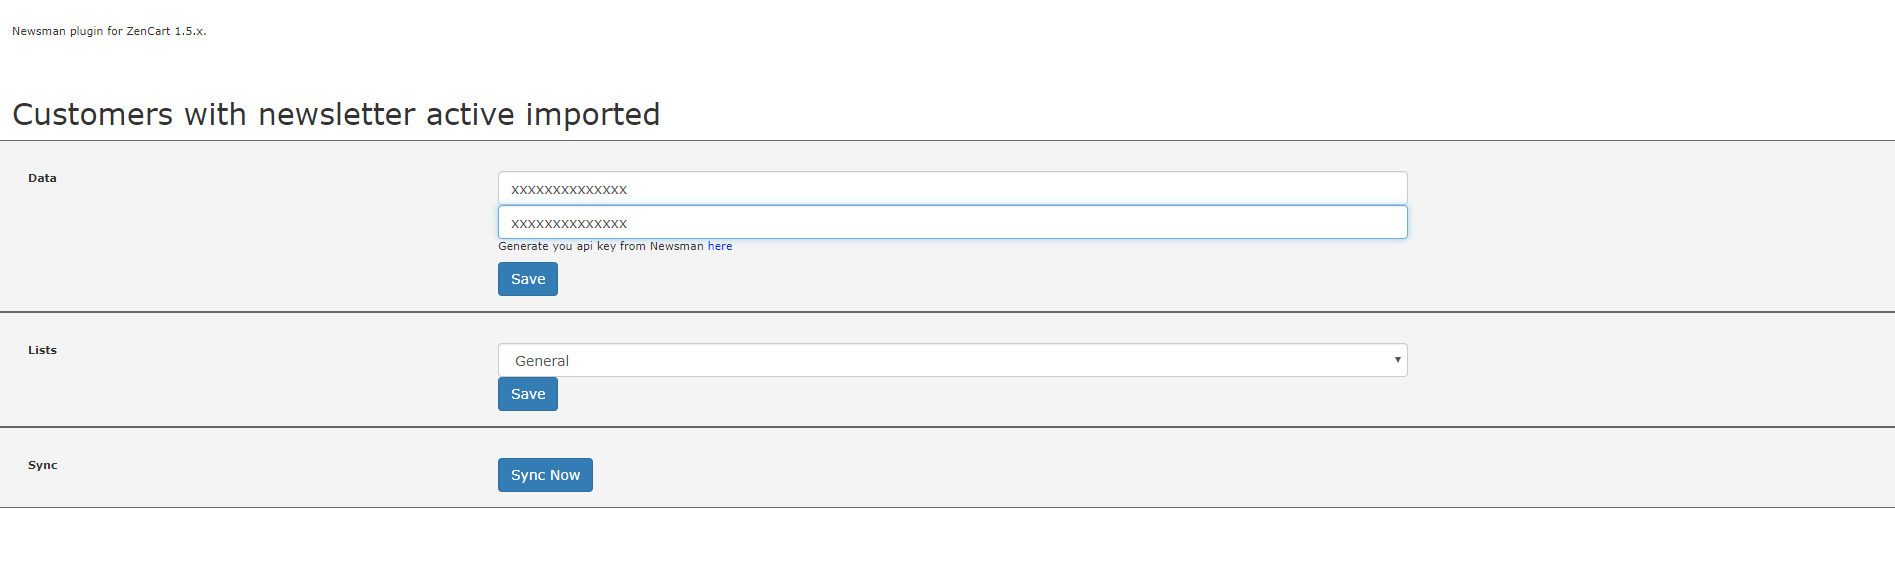 Newsman plugin for ZenCart 1.5.x.
Customers with newsletter active imported
Data
xxxxxxxxxxxxxx
xxxxxxxxxxxxxx
Generate you api key from Newsman here
Save
Lists
General
Save
Sync
Sync Now